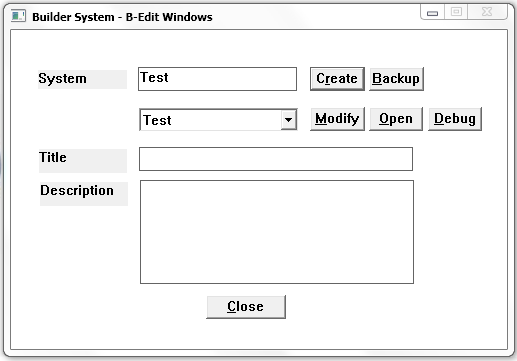 Builder System - B-Edit Windows
System Test Create Backup
Test Modify Open Debug
Title
Description
Close